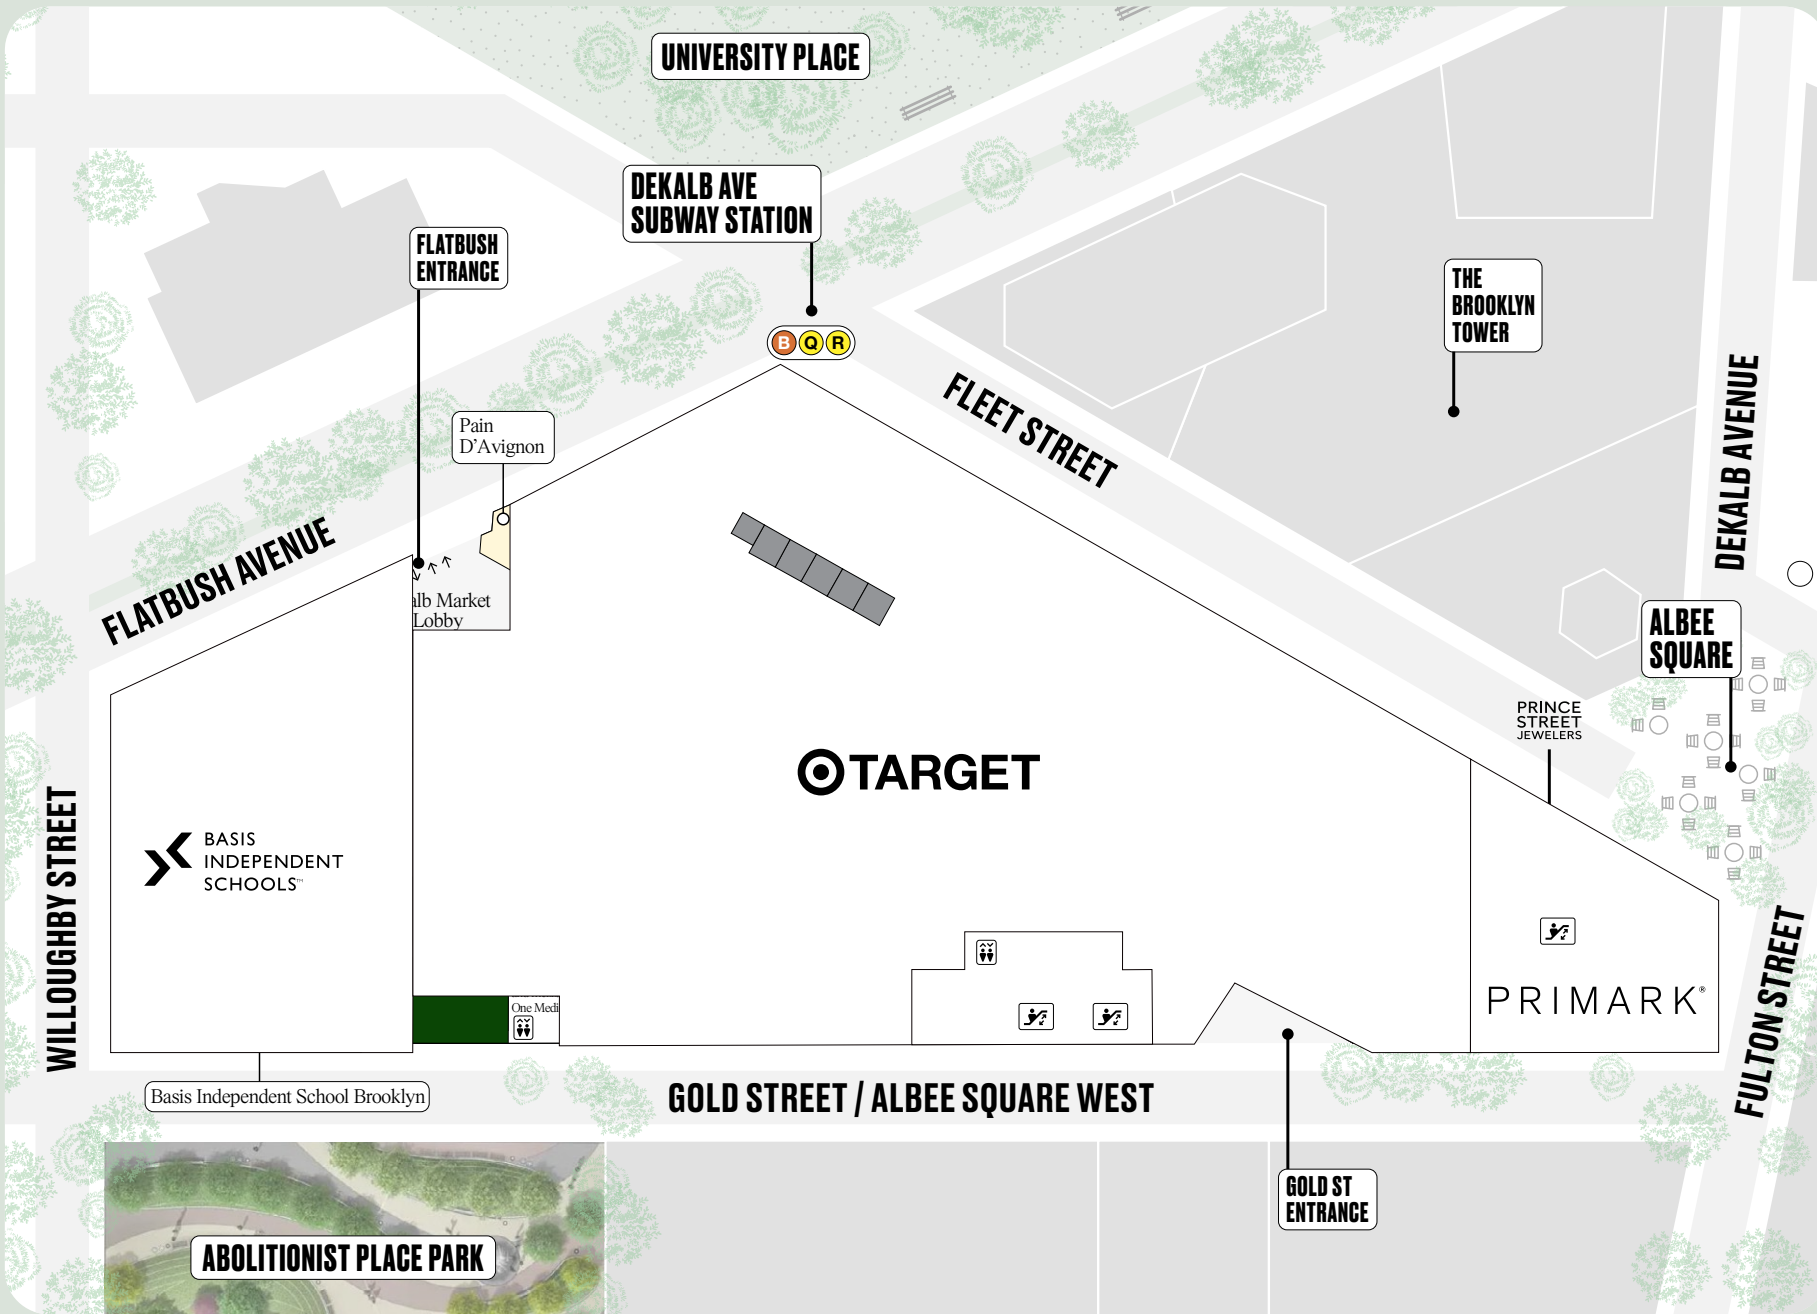 UNIVERSITY PLACE
DEKALB AVE
SUBWAY STATION
FLATBUSH
ENTRANCE
THE
BROOKLYN
TOWER
B Q R
Pain
D'Avignon
FLEET STREET
DEKALB AVENUE
FLATBUSH AVENUE
alb Market
Lobby
ALBEE
SQUARE
PRINCE
STREET
JEWELERS
TARGET
BASIS
INDEPENDENT
SCHOOLS™
WILLOUGHBY STREET
PRIMARK®
FULTON STREET
One Medi
Basis Independent School Brooklyn
GOLD STREET / ALBEE SQUARE WEST
GOLD ST
ENTRANCE
ABOLITIONIST PLACE PARK